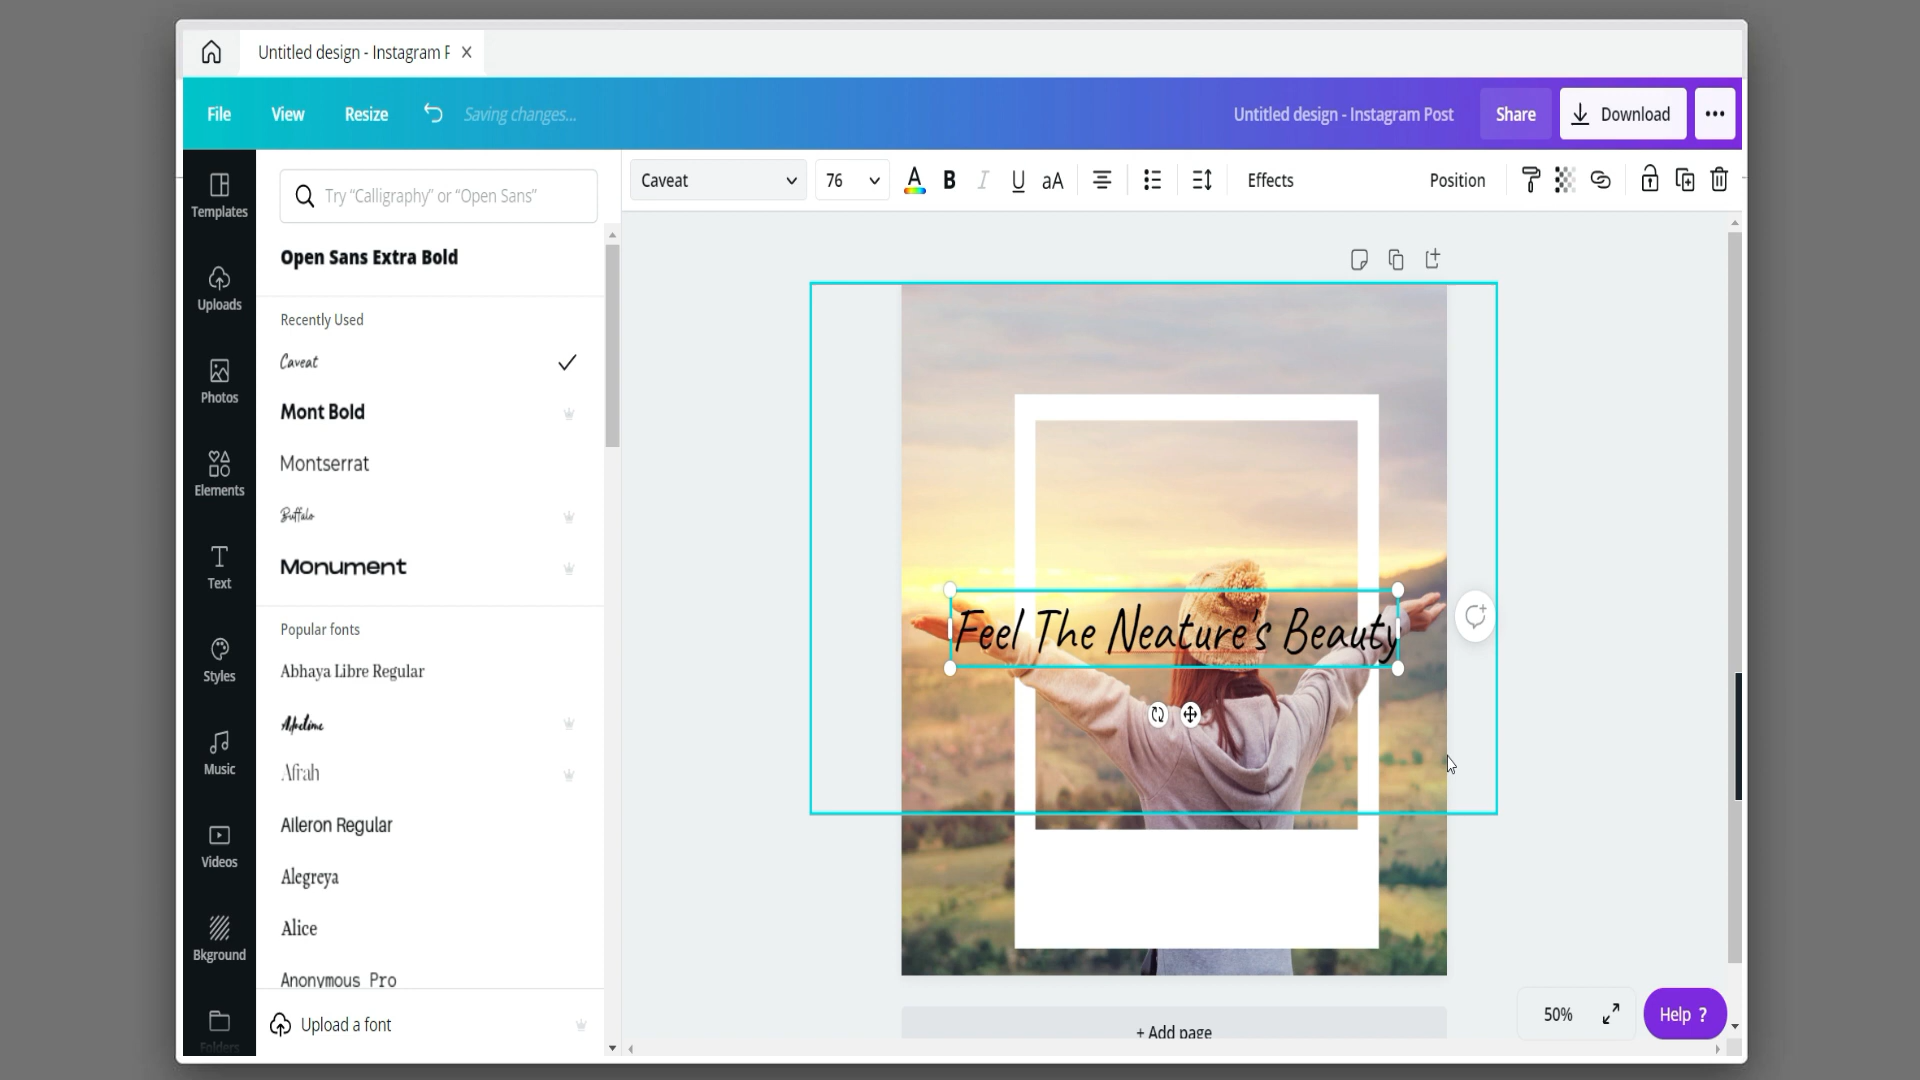 Untitled design - Instagram F
File View Resize Saving changes... Untitled design - Instagram Post Share Download
Caveat 76 B I U aA Effects Position
Try “Calligraphy” or “Open Sans”
Open Sans Extra Bold
Recently Used
Caveat
Mont Bold
Montserrat
Buffalo
Monument
Popular fonts
Abhaya Libre Regular
Adeline
Afrah
Aileron Regular
Alegreya
Alice
Anonymous Pro
Upload a font
Templates
Uploads
Photos
Elements
Text
Styles
Music
Videos
Bkground
Folders
Feel The Neature's Beauty
+ Add page
50%
Help ?